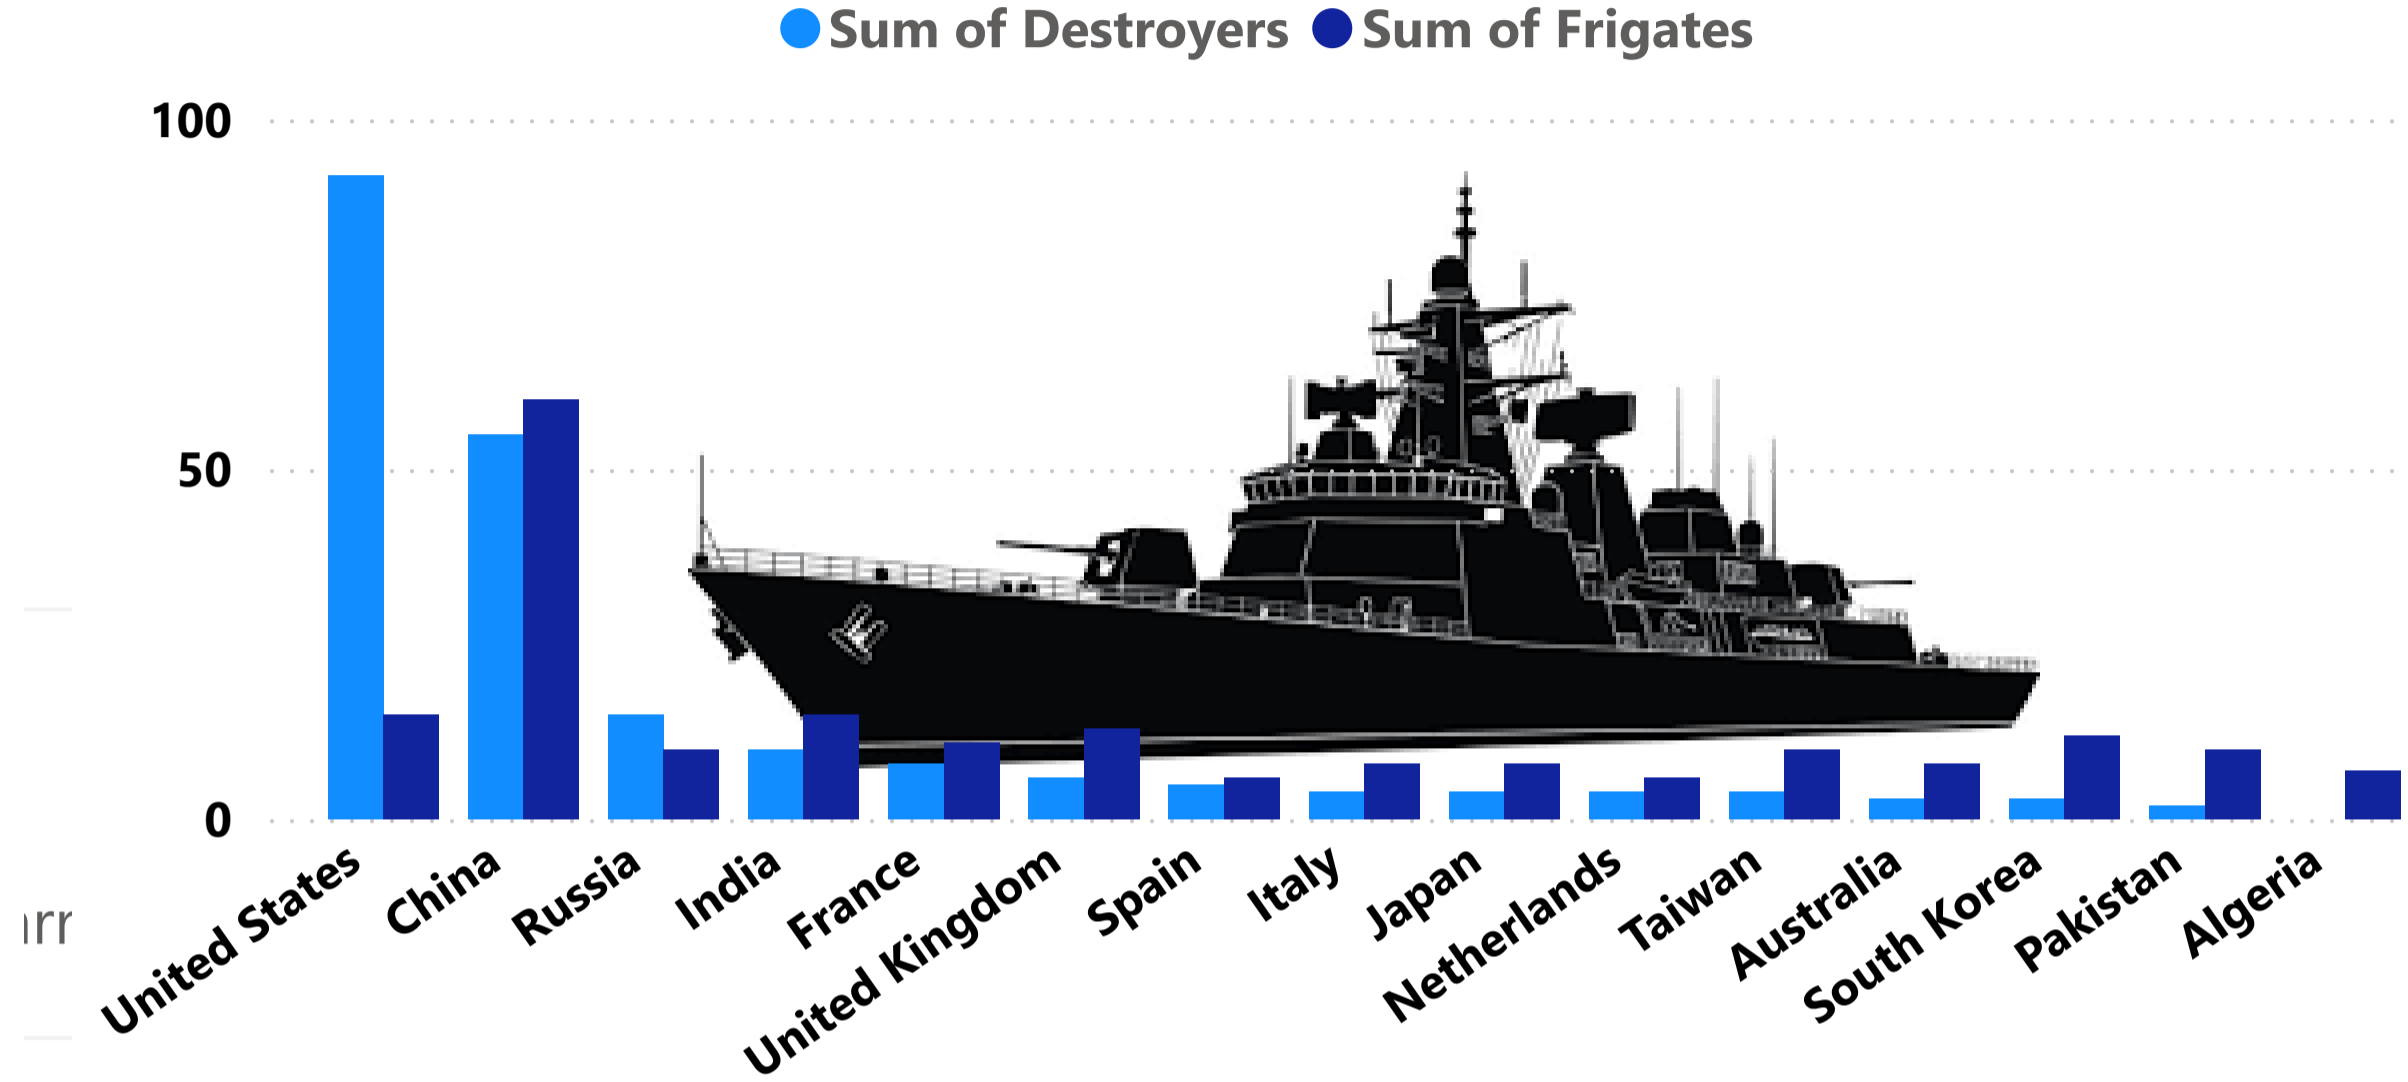 Sum of Destroyers Sum of Frigates
100
50
0
United States
China
Russia
India
France
United Kingdom
Spain
Italy
Japan
Netherlands
Taiwan
Australia
South Korea
Pakistan
Algeria